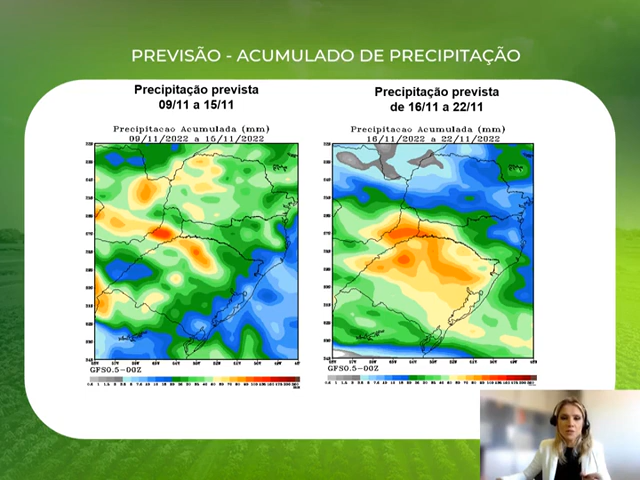 PREVISÃO - ACUMULADO DE PRECIPITAÇÃO
Precipitação prevista
09/11 a 15/11
Precipitação prevista
de 16/11 a 22/11
Precipitacao Acumulada (mm)
09/11/2022 a 15/11/2022
Precipitacao Acumulada (mm)
16/11/2022 a 22/11/2022
GFS0.5-00Z
GFS0.5-00Z